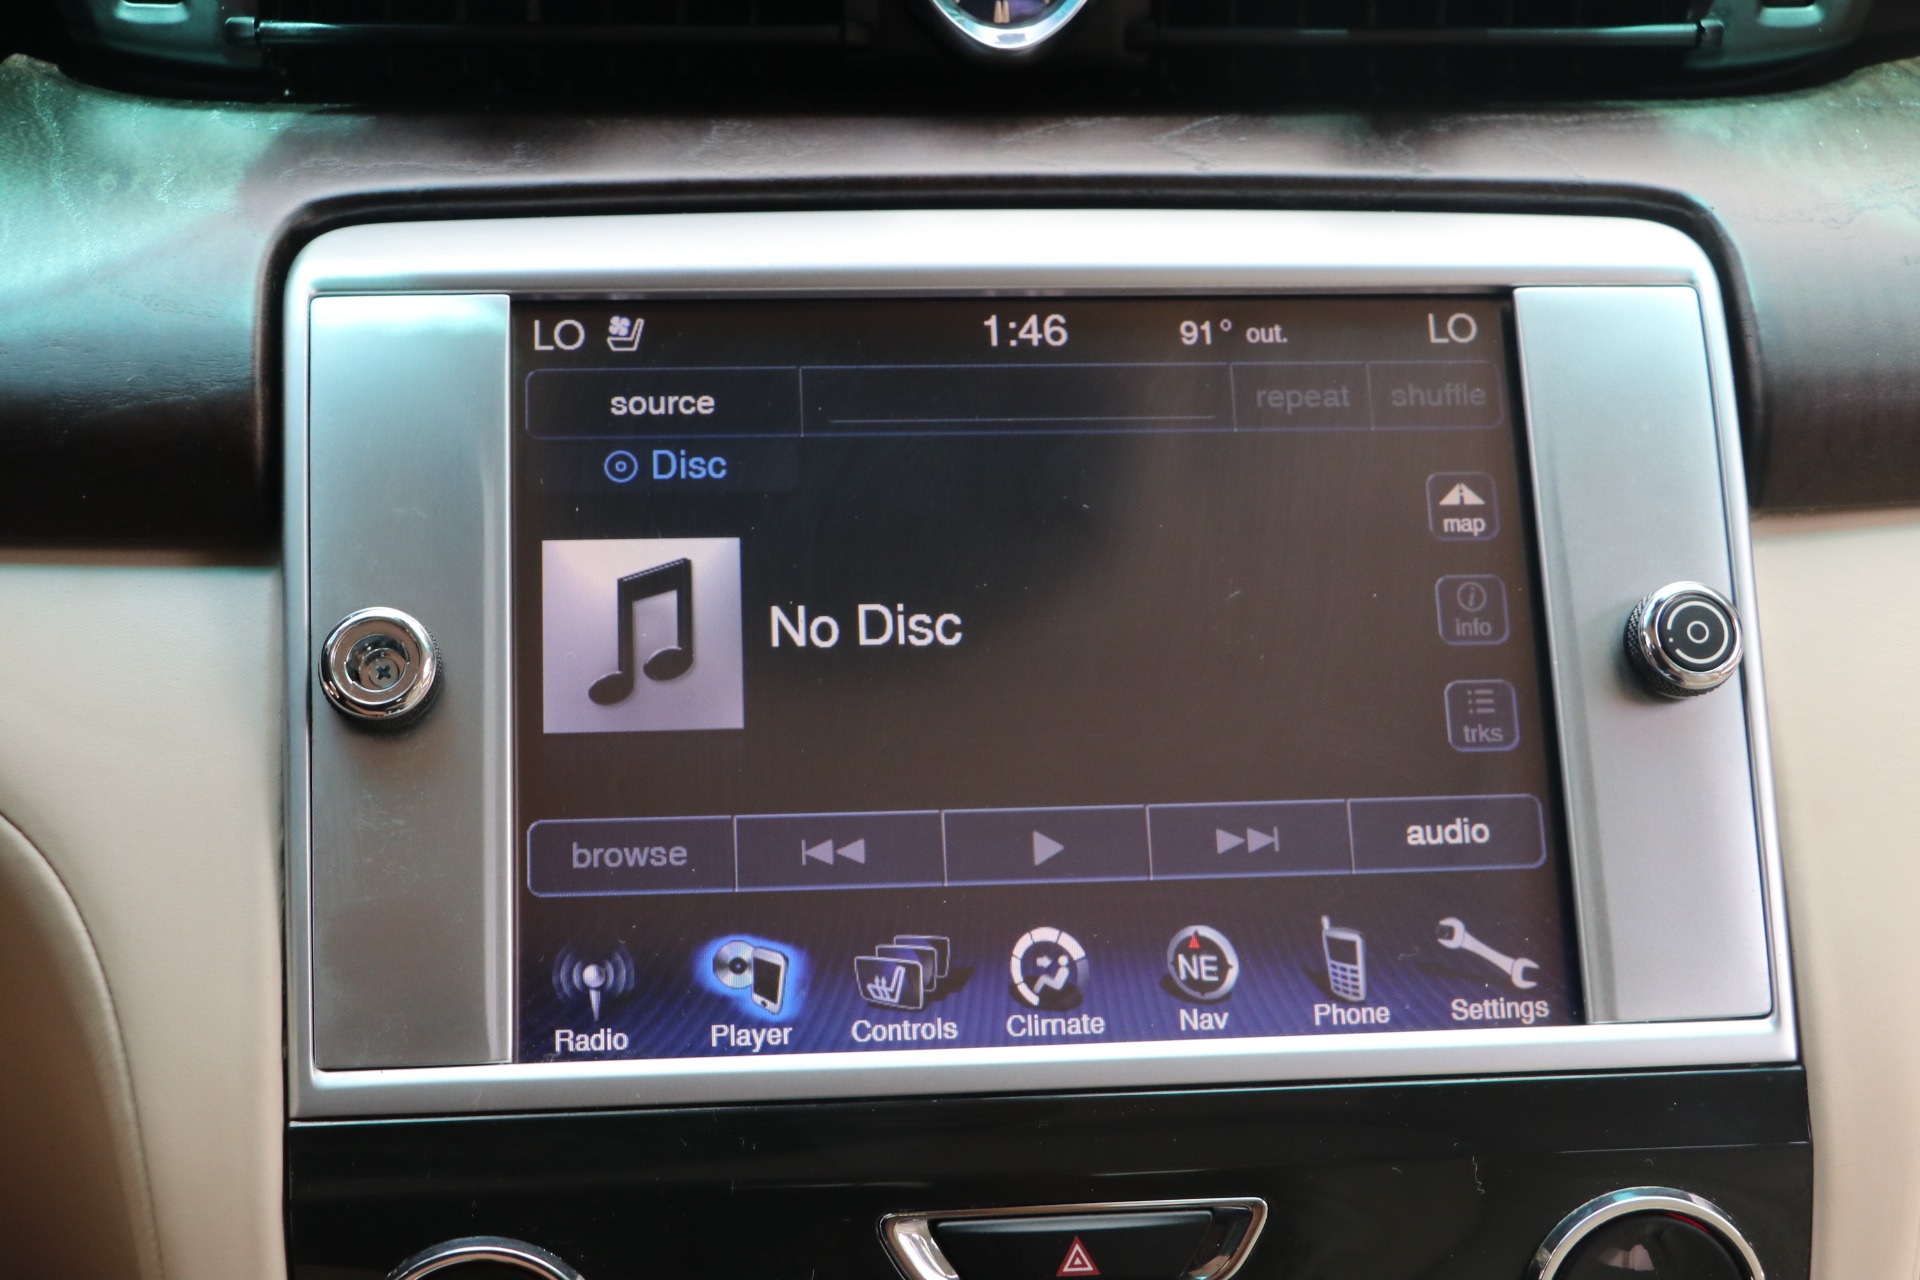 LO 1:46 91° out. LO
source repeat shuffle
Disc
map
No Disc
info
trks
browse audio
Radio Player Controls Climate NE Nav Phone Settings